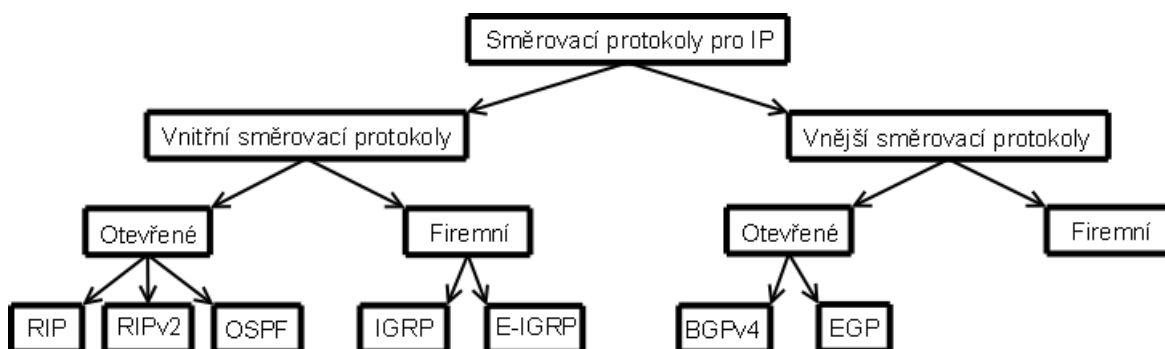 Směrovací protokoly pro IP
Vnitřní směrovací protokoly
Vnější směrovací protokoly
Otevřené
Firemní
Otevřené
Firemní
RIP
RIPv2
OSPF
IGRP
E-IGRP
BGPv4
EGP